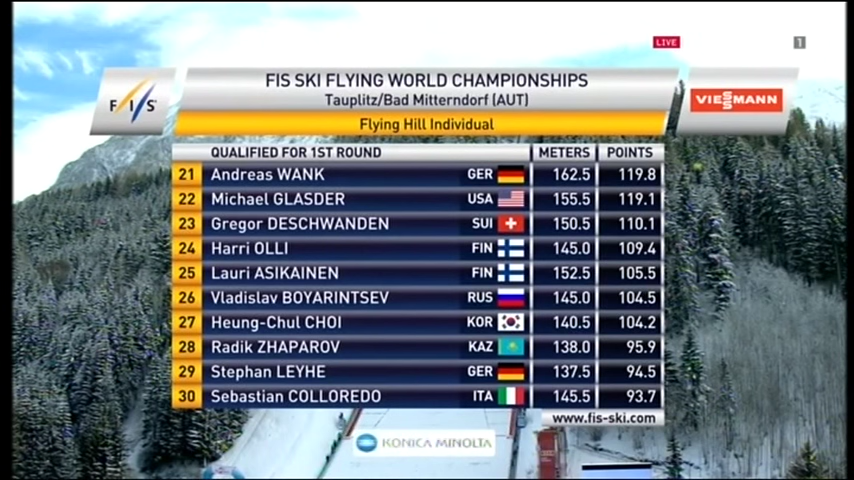 LIVE
1
FIS SKI FLYING WORLD CHAMPIONSHIPS
Tauplitz/Bad Mitterndorf (AUT)
Flying Hill Individual
F I S
VIESSMANN
QUALIFIED FOR 1ST ROUND METERS POINTS
21 Andreas WANK GER 162.5 119.8
22 Michael GLASDER USA 155.5 119.1
23 Gregor DESCHWANDEN SUI 150.5 110.1
24 Harri OLLI FIN 145.0 109.4
25 Lauri ASIKAINEN FIN 152.5 105.5
26 Vladislav BOYARINTSEV RUS 145.0 104.5
27 Heung-Chul CHOI KOR 140.5 104.2
28 Radik ZHAPAROV KAZ 138.0 95.9
29 Stephan LEYHE GER 137.5 94.5
30 Sebastian COLLOREDO ITA 145.5 93.7
www.fis-ski.com
KONICA MINOLTA